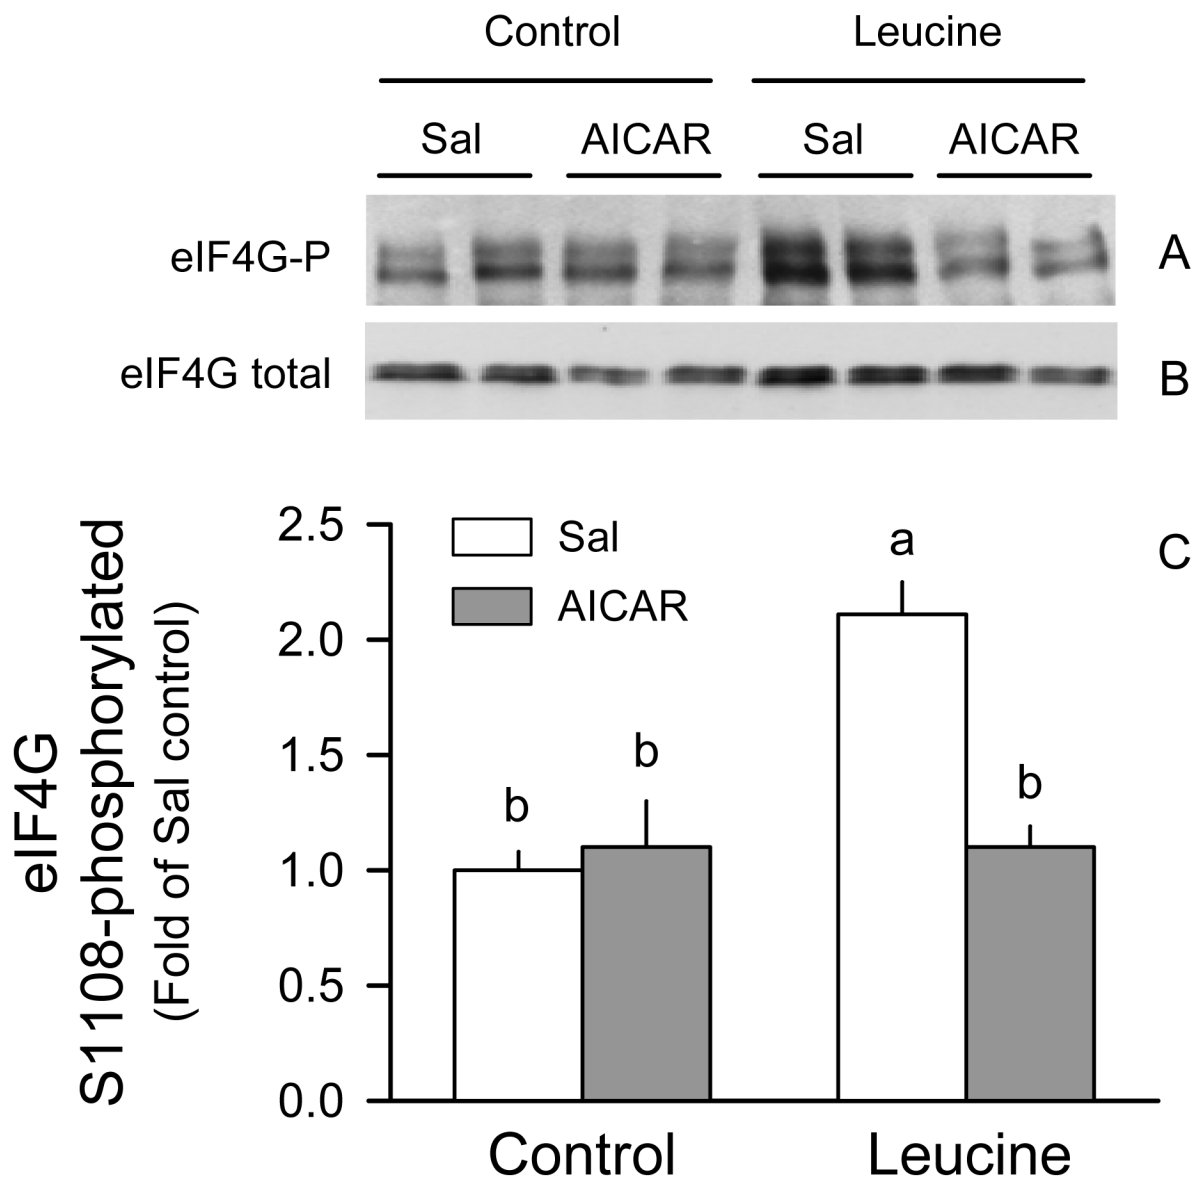 Control Leucine
Sal AICAR Sal AICAR
eIF4G-P A
eIF4G total B
eIF4G
S1108-phosphorylated
(Fold of Sal control)
2.5
2.0
1.5
1.0
0.5
0.0
Sal
AICAR
C
b
b
a
b
Control Leucine